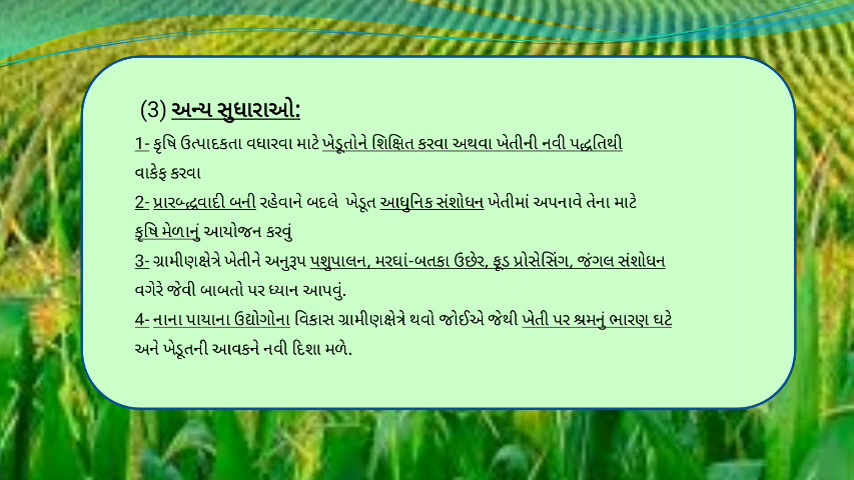 (3) અન્ય સુધારાઓ:
1- કૃષિ ઉત્પાદકતા વધારવા માટે ખેડૂતોને શિક્ષિત કરવા અથવા ખેતીની નવી પદ્ધતિથી
વાકેફ કરવા
2- પ્રારબ્દ્ધવાદી બની રહેવાને બદલે ખેડૂત આધુનિક સંશોધન ખેતીમાં અપનાવે તેના માટે
કૃષિ મેળાનું આયોજન કરવું
3- ગ્રામીણક્ષેત્રે ખેતીને અનુરૂપ પશુપાલન, મરઘાં-બતકા ઉછેર, ફૂડ પ્રોસેસિંગ, જંગલ સંશોધન
વગેરે જેવી બાબતો પર ધ્યાન આપવું.
4- નાના પાયાના ઉદ્યોગોના વિકાસ ગ્રામીણક્ષેત્રે થવો જોઈએ જેથી ખેતી પર શ્રમનું ભારણ ઘટે
અને ખેડૂતની આવકને નવી દિશા મળે.